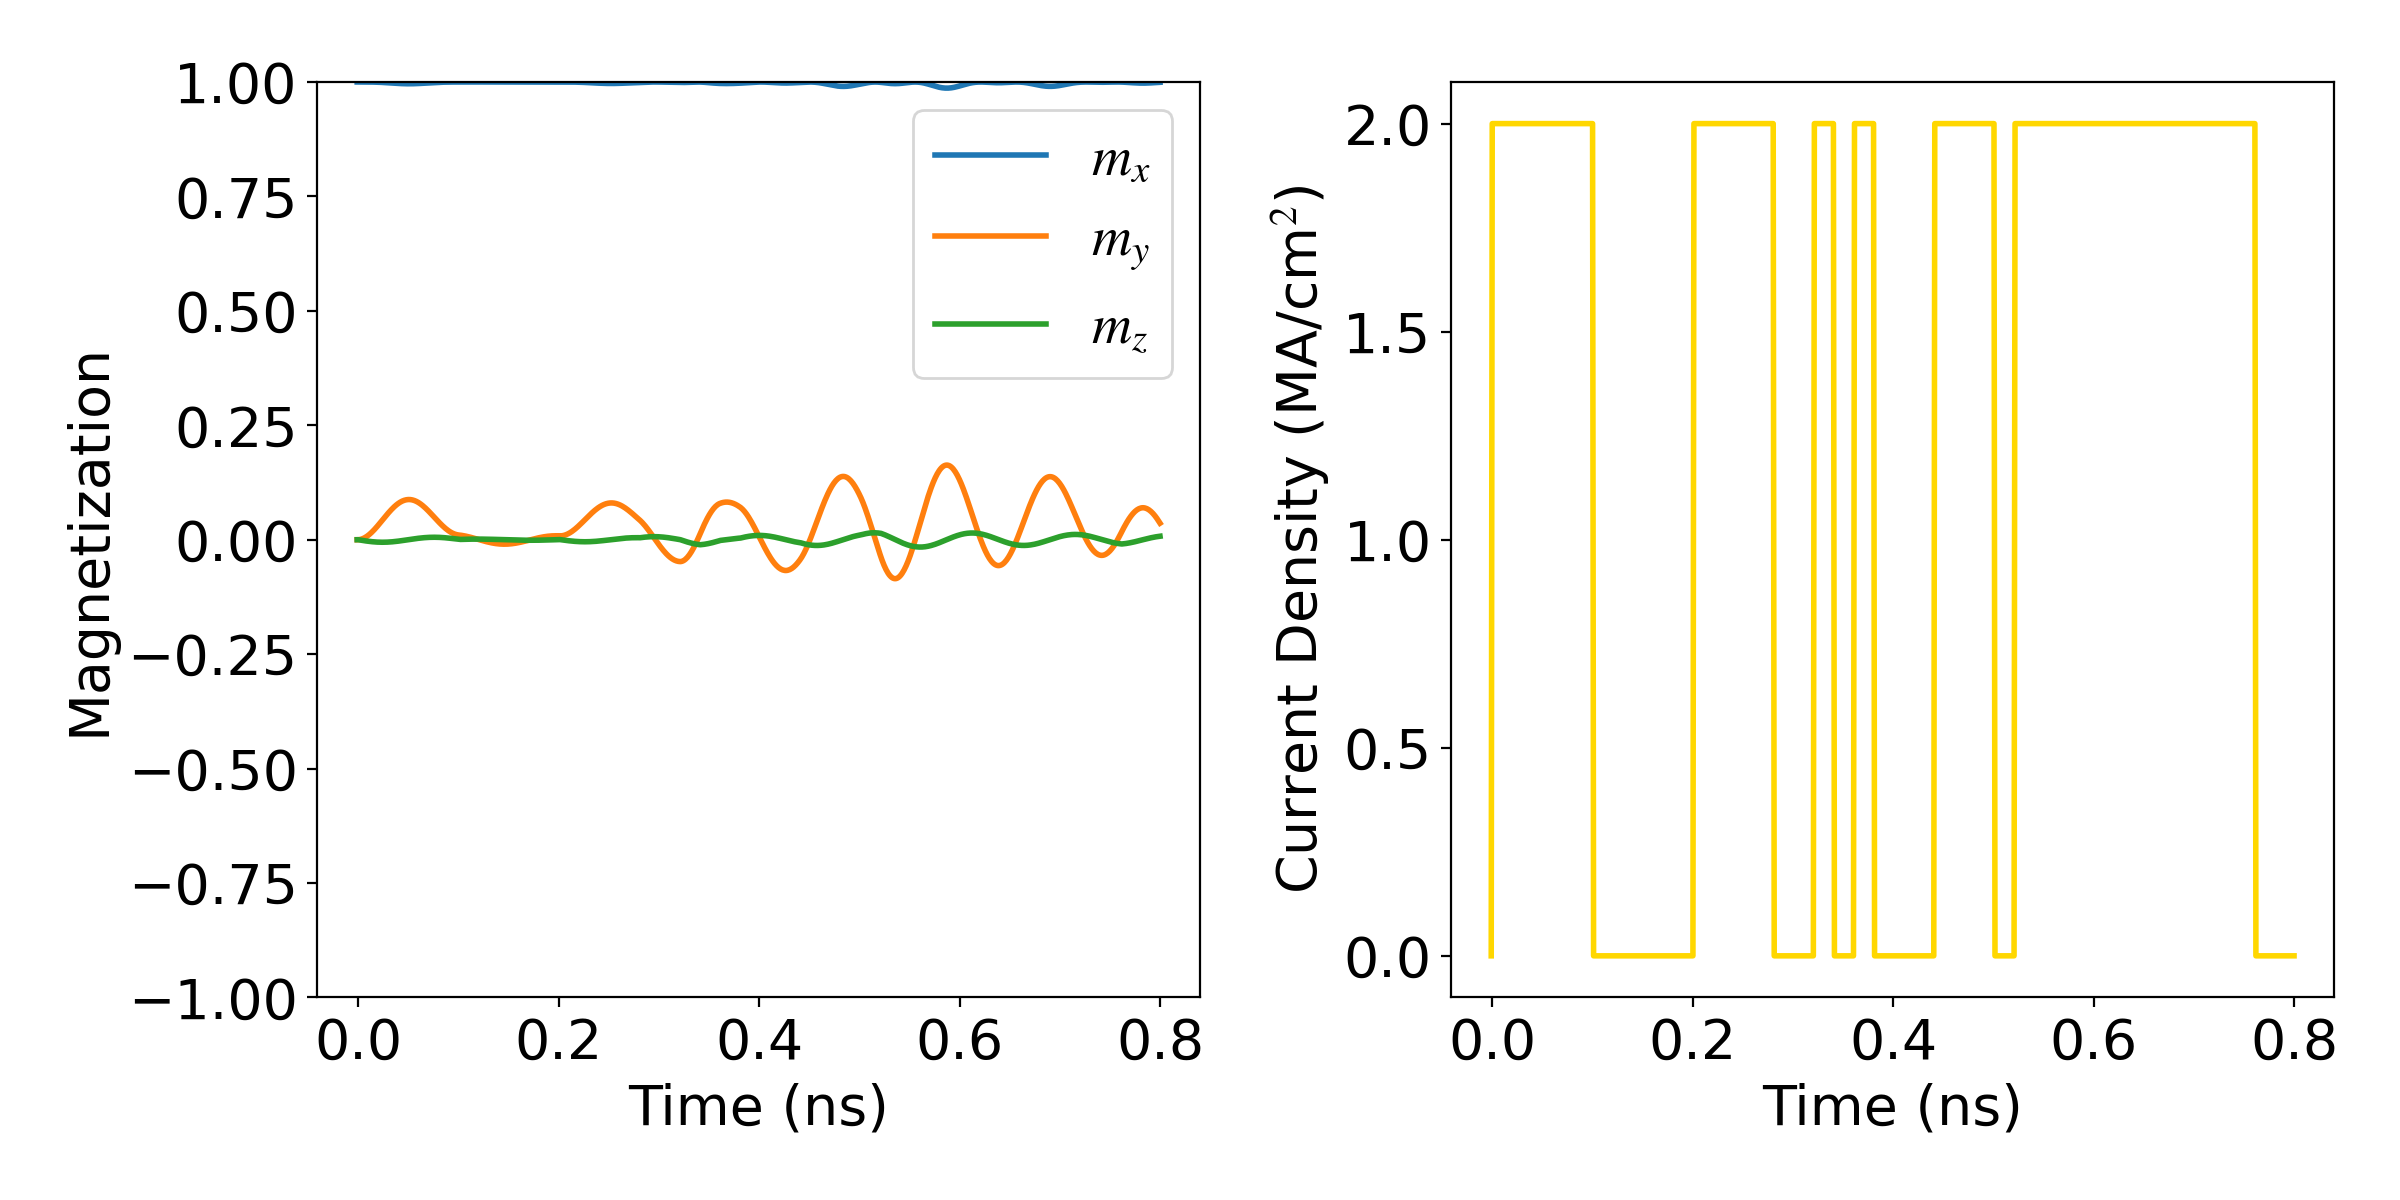 1.00
0.75
0.50
0.25
0.00
−0.25
−0.50
−0.75
−1.00
Magnetization
0.0 0.2 0.4 0.6 0.8
Time (ns)
m_x
m_y
m_z
2.0
1.5
1.0
0.5
0.0
Current Density (MA/cm²)
0.0 0.2 0.4 0.6 0.8
Time (ns)